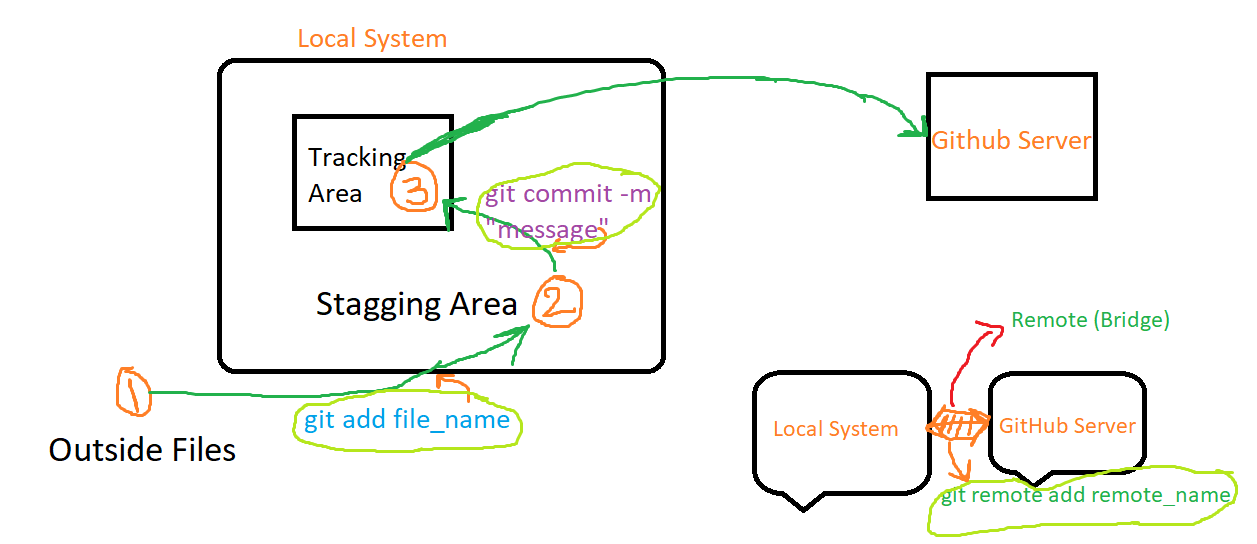 Local System
Tracking
Area
3
git commit -m
"message"
Github Server
Stagging Area
2
1
git add file_name
Outside Files
Remote (Bridge)
Local System
GitHub Server
git remote add remote_name